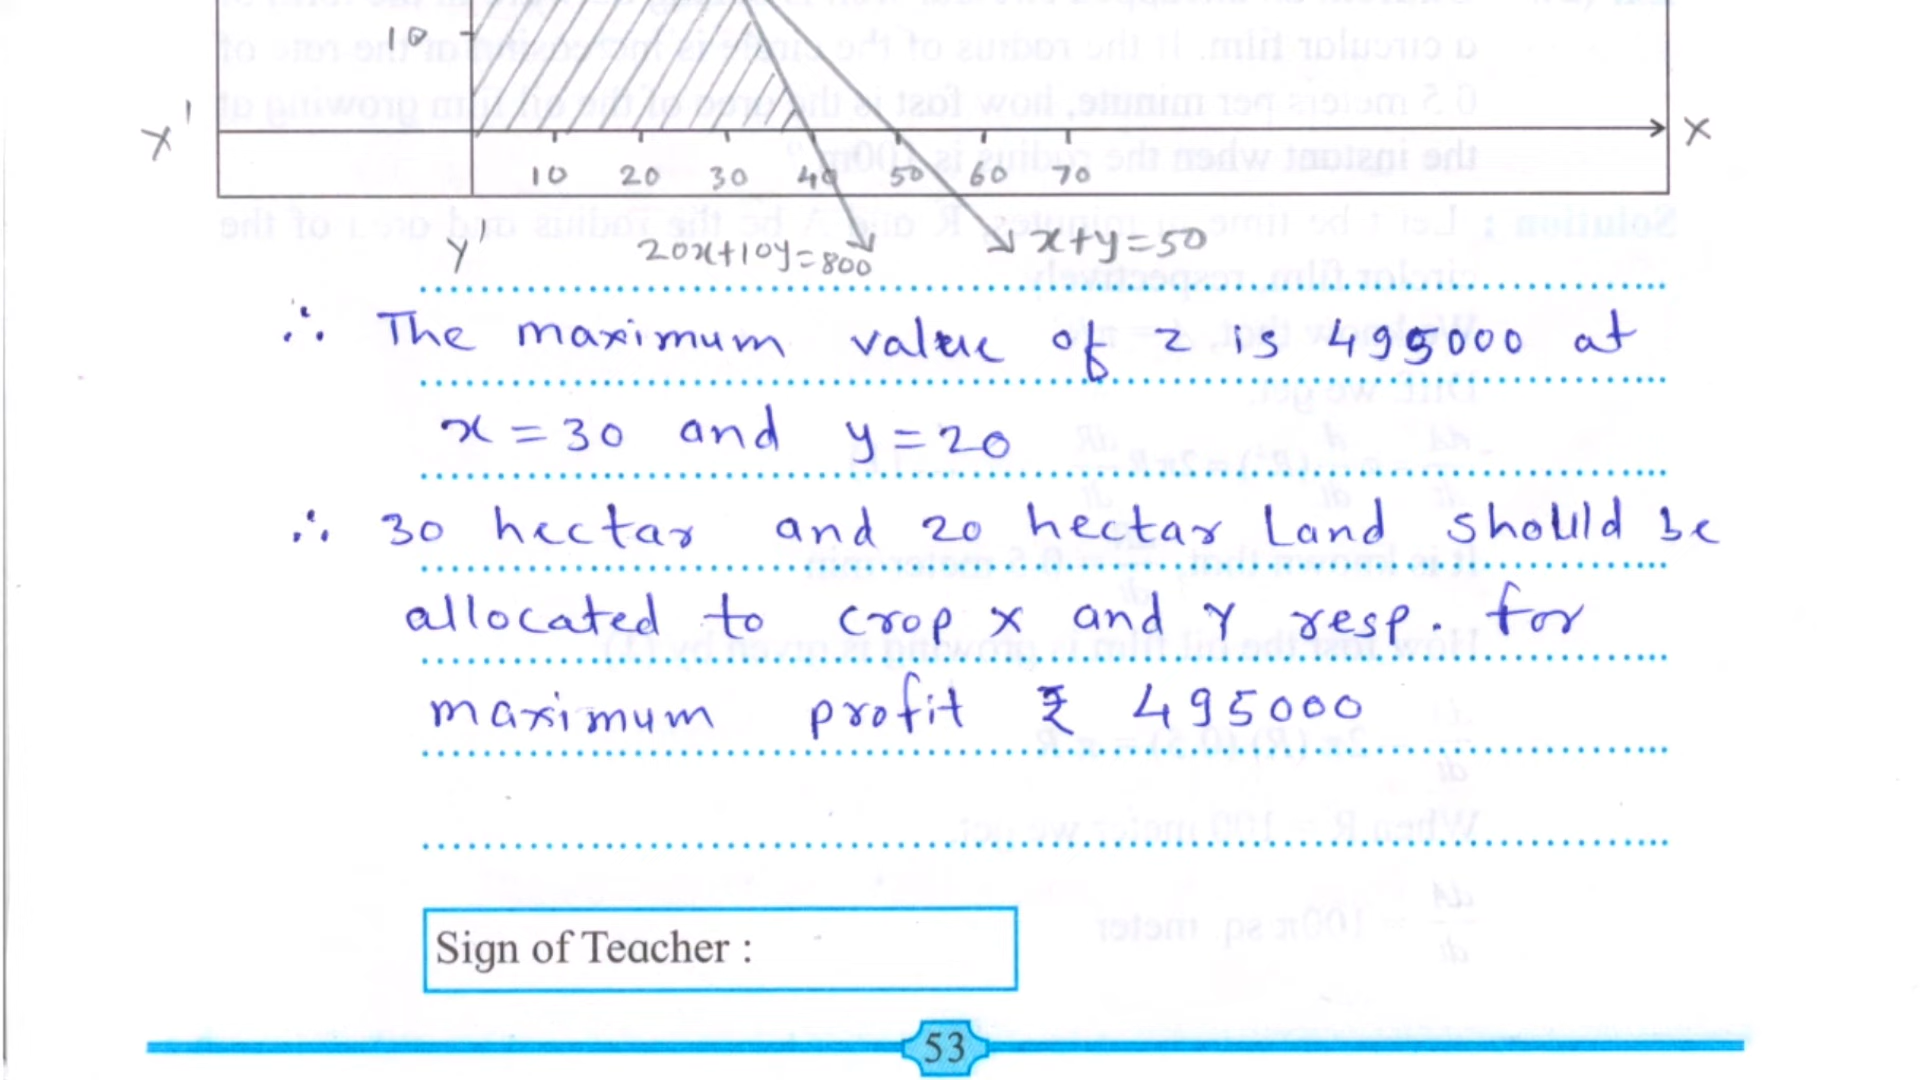 10
X'
X
10 20 30 40 50 60 70
Y'
20x+10y=800
x+y=50
∴ The maximum value of z is 495000 at
x = 30 and y = 20
∴ 30 hectar and 20 hectar Land should be
allocated to crop X and Y resp. for
maximum profit ₹ 495000
Sign of Teacher :
53